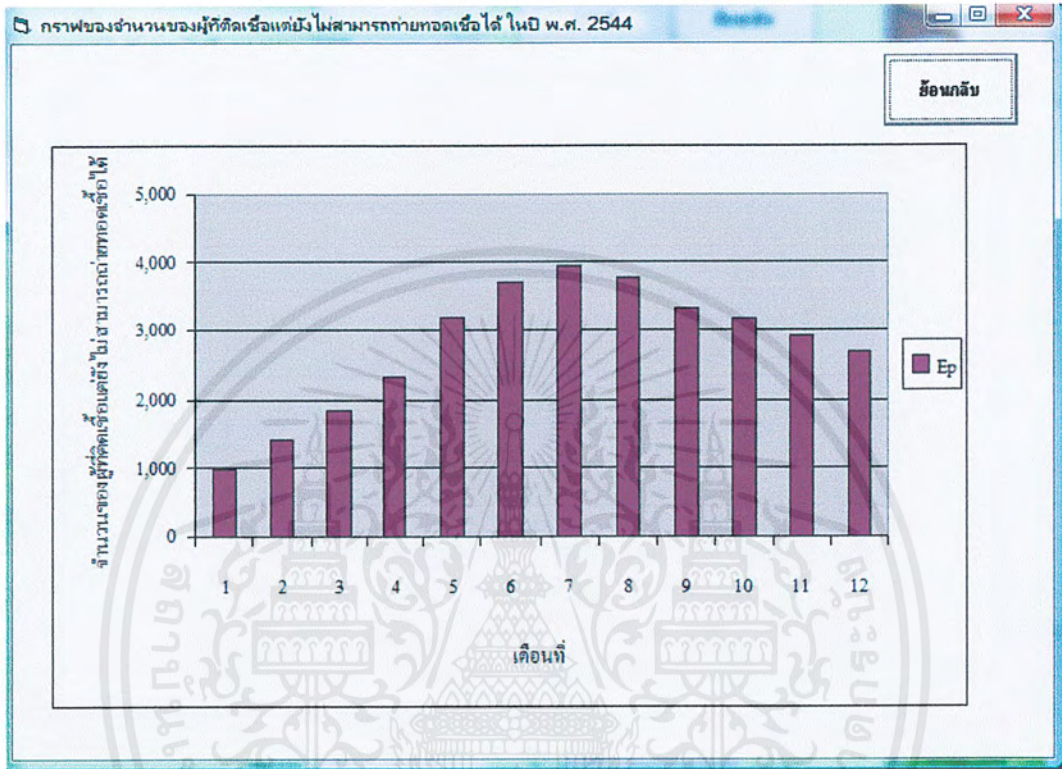 กราฟของจำนวนของผู้ที่ติดเชื้อแต่ยังไม่สามารถถ่ายทอดเชื้อได้ ในปี พ.ศ. 2544
ย้อนกลับ
จำนวนของผู้ที่ติดเชื้อแต่ยังไม่สามารถถ่ายทอดเชื้อได้
5,000
4,000
3,000
2,000
1,000
0
1 2 3 4 5 6 7 8 9 10 11 12
เดือนที่
Ep